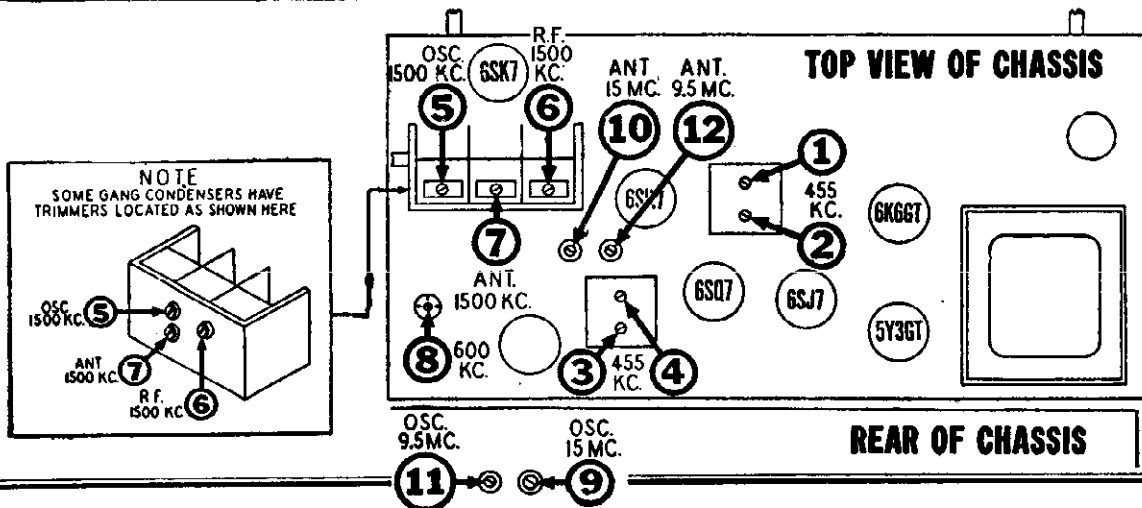 TOP VIEW OF CHASSIS
OSC.
1500 KC.
5
6SK7
R.F.
1500
KC.
6
ANT.
15 MC.
10
ANT.
9.5 MC.
12
1
455
KC.
2
6K6GT
7
ANT.
1500 KC.
6SQ7
6SJ7
5Y3GT
8
600
KC.
3
455
KC.
4
NOTE
SOME GANG CONDENSERS HAVE
TRIMMERS LOCATED AS SHOWN HERE
OSC.
1500 KC.
5
ANT
1500 KC.
7
R F.
1500 KC
6
REAR OF CHASSIS
OSC.
9.5 MC.
11
OSC.
15 MC.
9